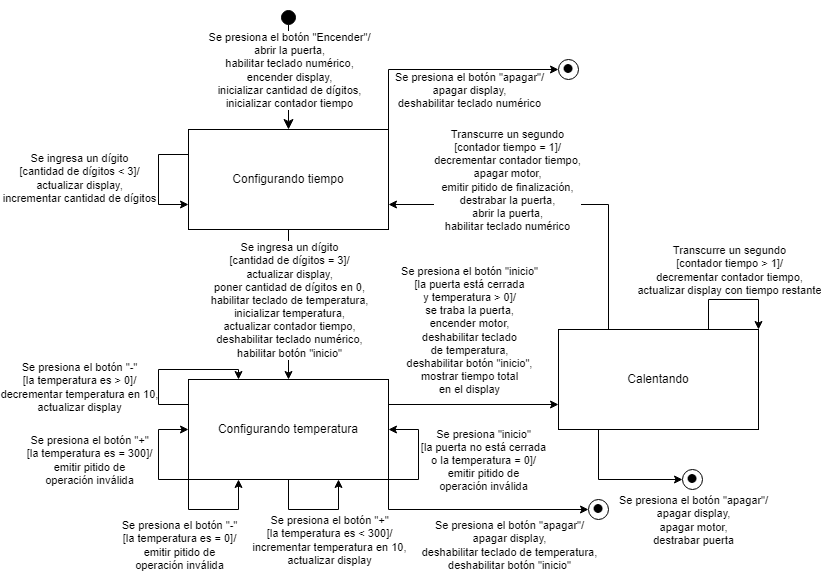 Se presiona el botón "Encender"/
abrir la puerta,
habilitar teclado numérico,
encender display,
inicializar cantidad de dígitos,
inicializar contador tiempo
Se presiona el botón "apagar"/
apagar display,
deshabilitar teclado numérico
Se ingresa un dígito
[cantidad de dígitos < 3]/
actualizar display,
incrementar cantidad de dígitos
Configurando tiempo
Transcurre un segundo
[contador tiempo = 1]/
decrementar contador tiempo,
apagar motor,
emitir pitido de finalización,
destrabar la puerta,
abrir la puerta,
habilitar teclado numérico
Se ingresa un dígito
[cantidad de dígitos = 3]/
actualizar display,
poner cantidad de dígitos en 0,
habilitar teclado de temperatura,
inicializar temperatura,
actualizar contador tiempo,
deshabilitar teclado numérico,
habilitar botón "inicio"
Se presiona el botón "inicio"
[la puerta está cerrada
y temperatura > 0]/
se traba la puerta,
encender motor,
deshabilitar teclado
de temperatura,
deshabilitar botón "inicio",
mostrar tiempo total
en el display
Transcurre un segundo
[contador tiempo > 1]/
decrementar contador tiempo,
actualizar display con tiempo restante
Calentando
Se presiona el botón "-"
[la temperatura es > 0]/
decrementar temperatura en 10,
actualizar display
Configurando temperatura
Se presiona el botón "+"
[la temperatura es = 300]/
emitir pitido de
operación inválida
Se presiona "inicio"
[la puerta no está cerrada
o la temperatura = 0]/
emitir pitido de
operación inválida
Se presiona el botón "-"
[la temperatura es = 0]/
emitir pitido de
operación inválida
Se presiona el botón "+"
[la temperatura es < 300]/
incrementar temperatura en 10,
actualizar display
Se presiona el botón "apagar"/
apagar display,
deshabilitar teclado de temperatura,
deshabilitar botón "inicio"
Se presiona el botón "apagar"/
apagar display,
apagar motor,
destrabar puerta